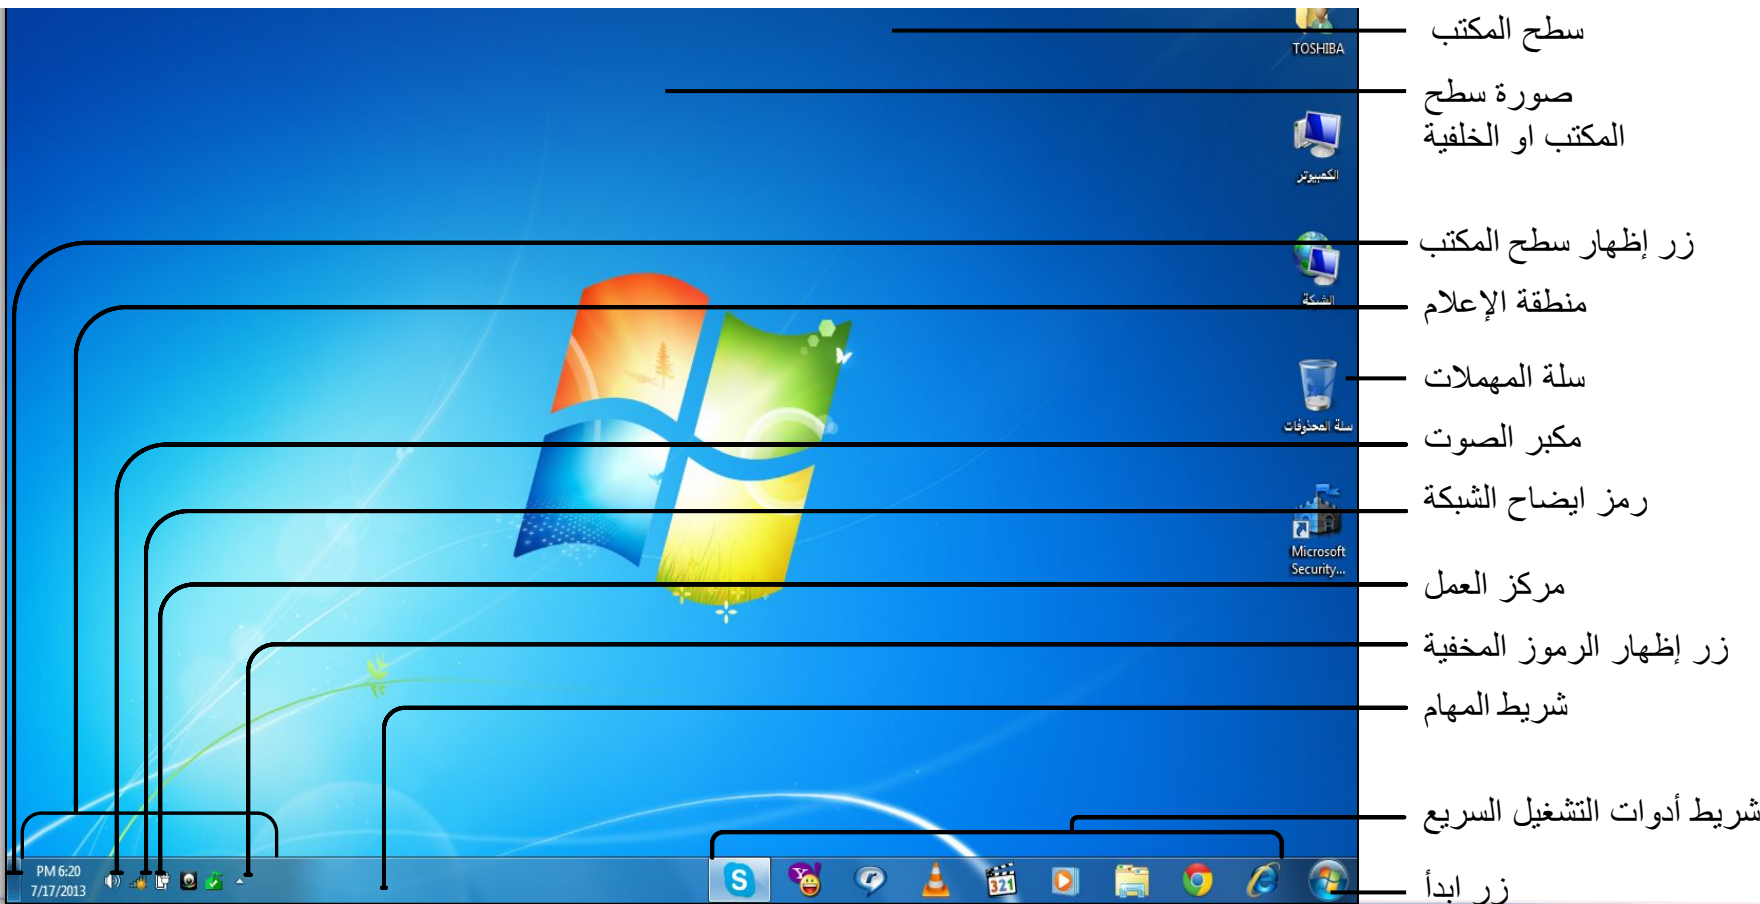 سطح المكتب
صورة سطح
المكتب او الخلفية
زر إظهار سطح المكتب
منطقة الإعلام
سلة المهملات
مكبر الصوت
رمز ايضاح الشبكة
مركز العمل
زر إظهار الرموز المخفية
شريط المهام
شريط أدوات التشغيل السريع
زر ابدأ
TOSHIBA
الكمبيوتر
الشبكة
سلة المحذوفات
Microsoft
Security...
S
Y!
321
PM 6:20
7/17/2013